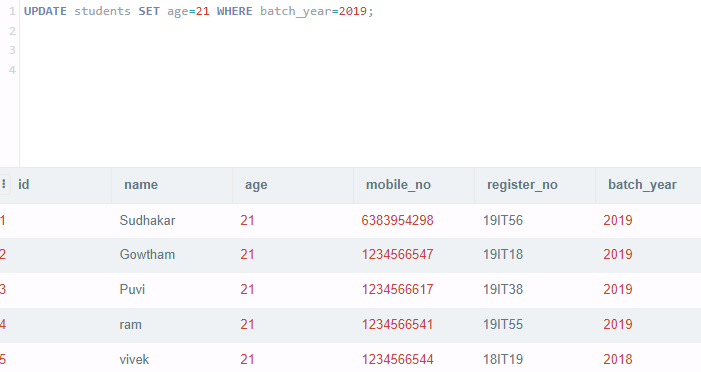 1 UPDATE students SET age=21 WHERE batch_year=2019;
2
3
4
id name age mobile_no register_no batch_year
1 Sudhakar 21 6383954298 19IT56 2019
2 Gowtham 21 1234566547 19IT18 2019
3 Puvi 21 1234566617 19IT38 2019
4 ram 21 1234566541 19IT55 2019
5 vivek 21 1234566544 18IT19 2018